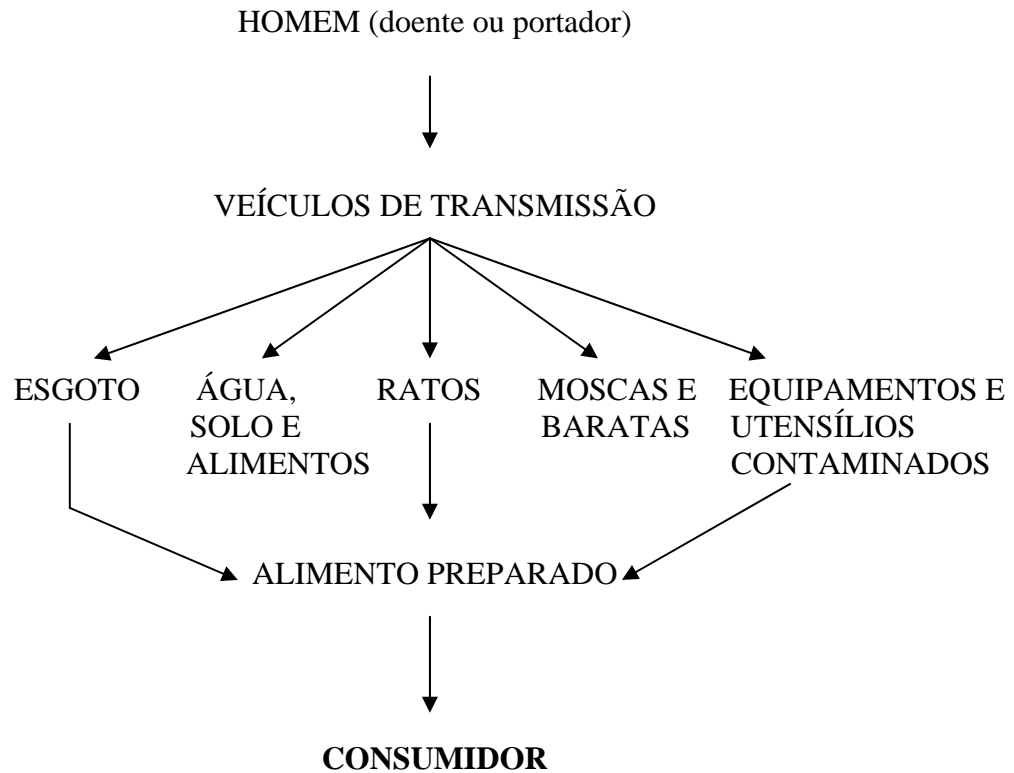 HOMEM (doente ou portador)
VEÍCULOS DE TRANSMISSÃO
ESGOTO
ÁGUA,
SOLO E
ALIMENTOS
RATOS
MOSCAS E
BARATAS
EQUIPAMENTOS E
UTENSÍLIOS
CONTAMINADOS
ALIMENTO PREPARADO
CONSUMIDOR